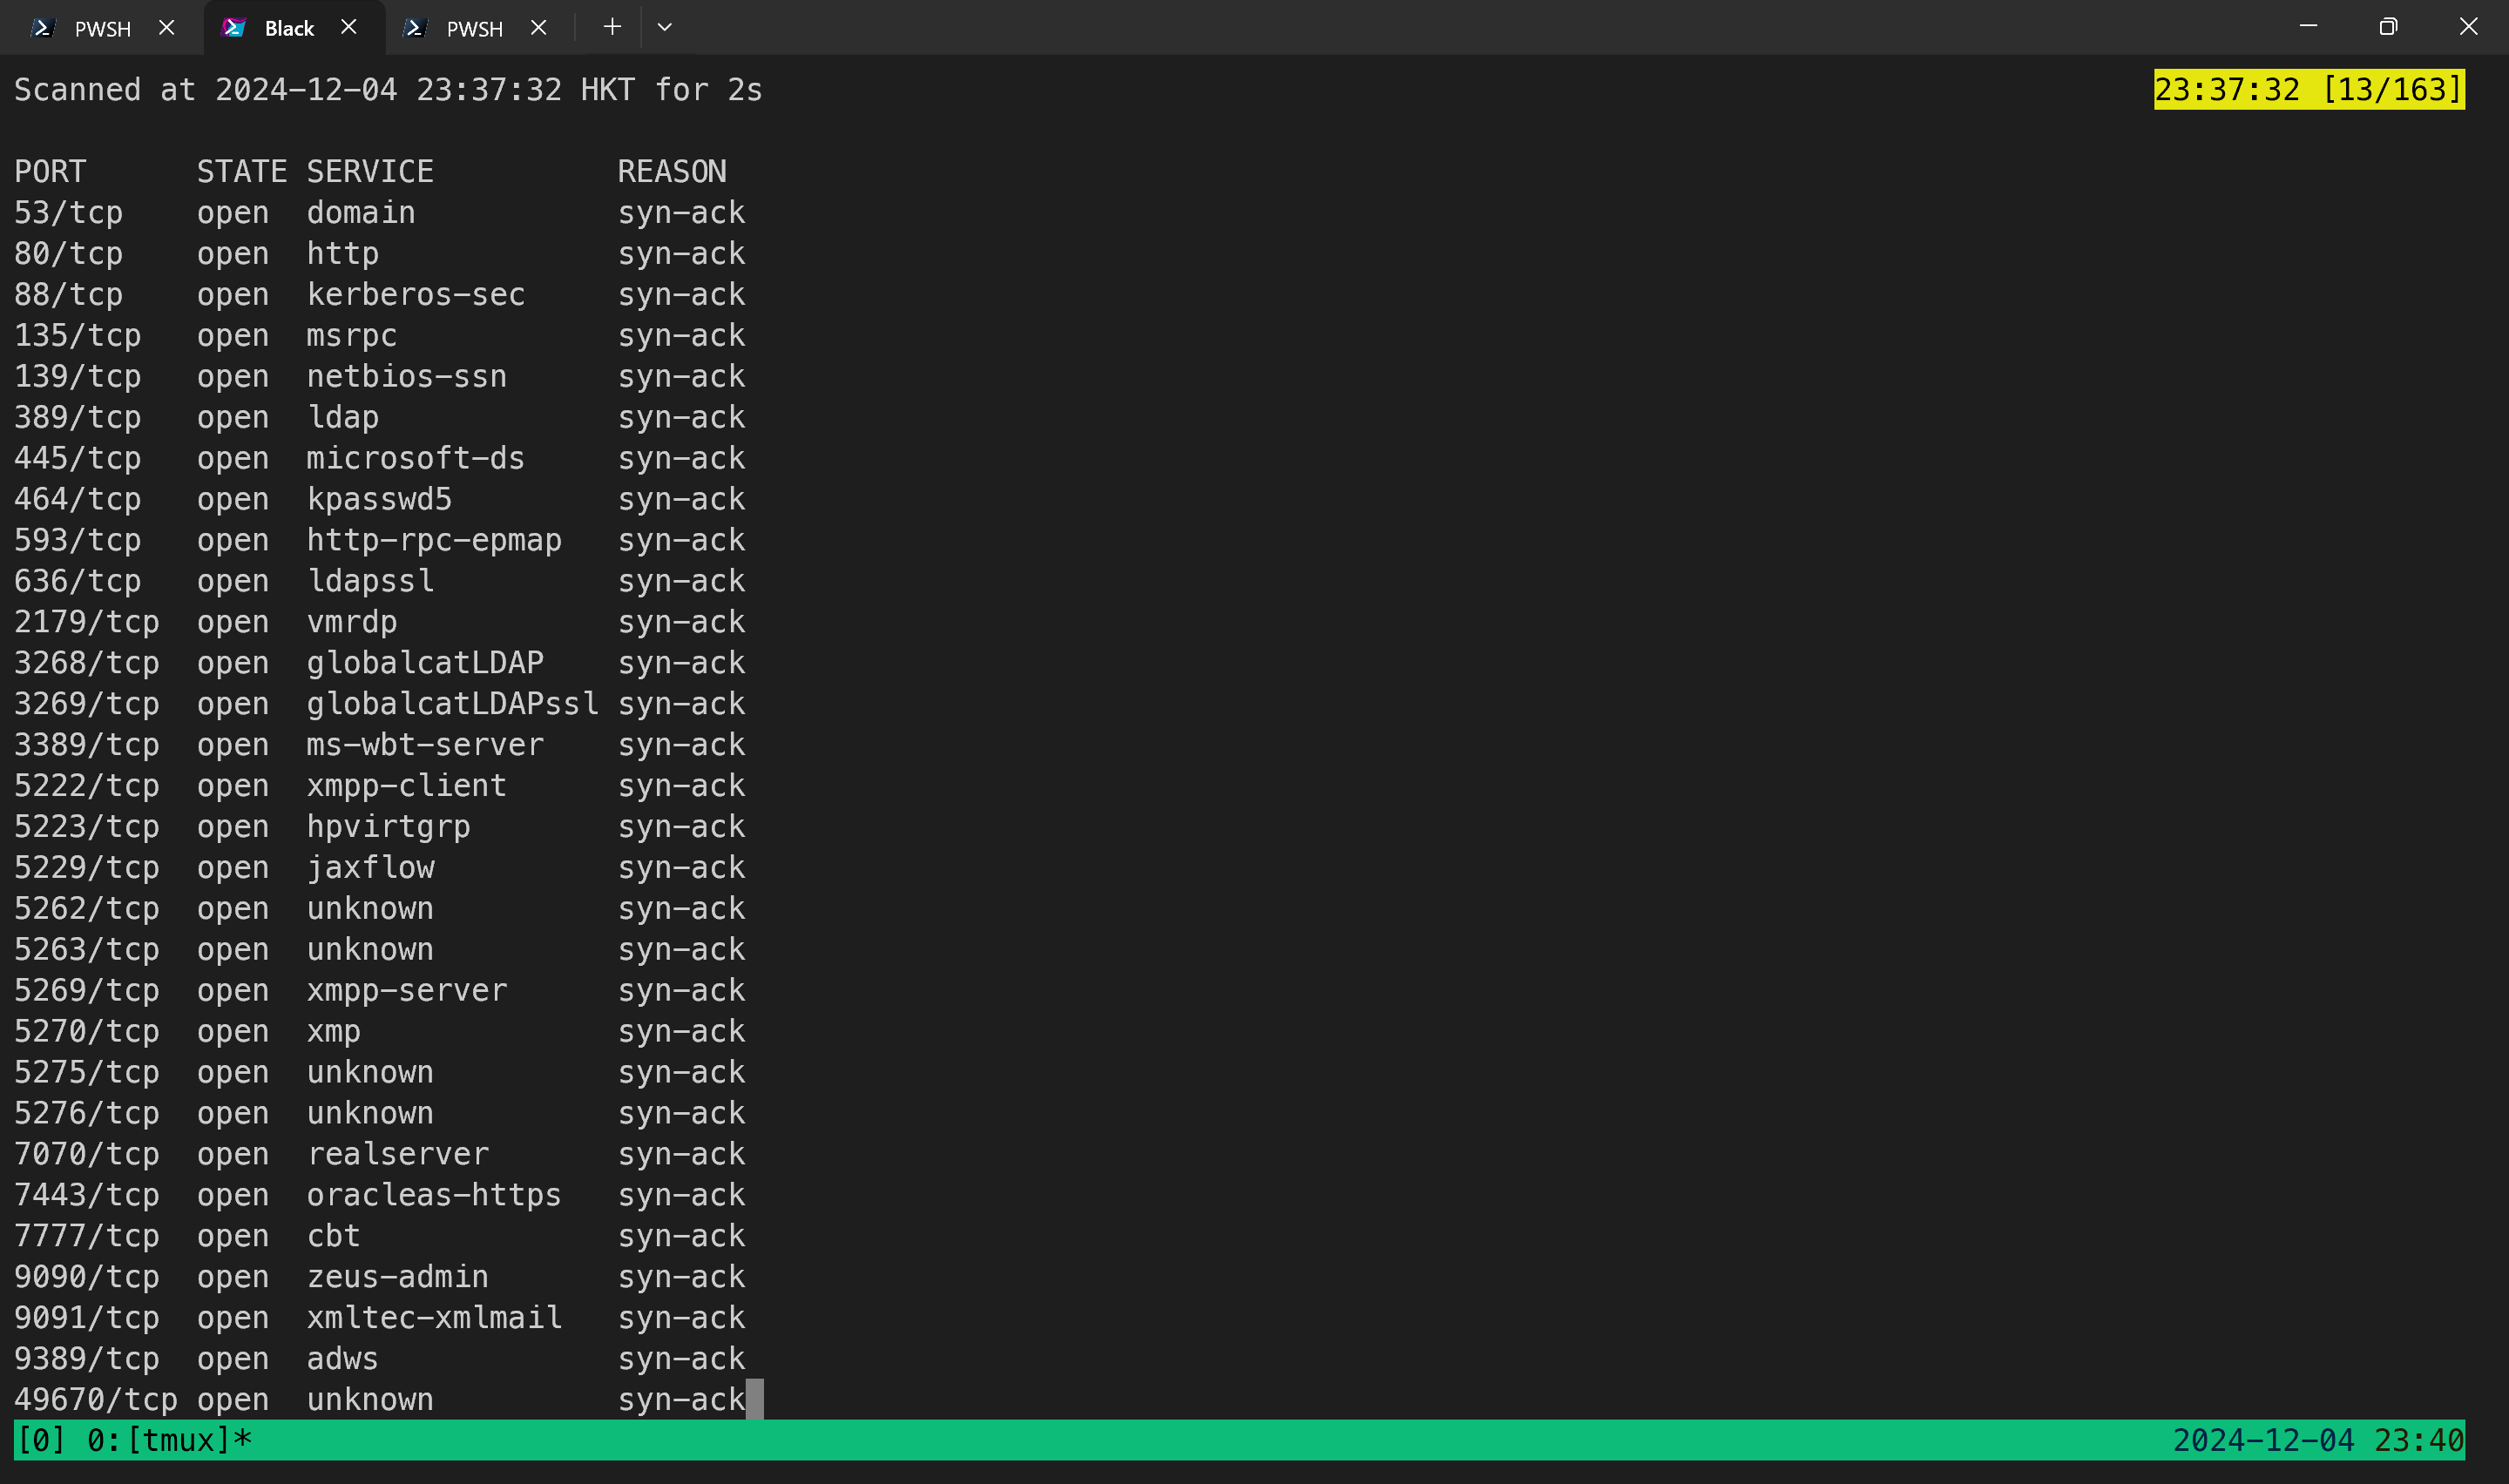 PWSH Black PWSH
Scanned at 2024-12-04 23:37:32 HKT for 2s 23:37:32 [13/163]
PORT STATE SERVICE REASON
53/tcp open domain syn-ack
80/tcp open http syn-ack
88/tcp open kerberos-sec syn-ack
135/tcp open msrpc syn-ack
139/tcp open netbios-ssn syn-ack
389/tcp open ldap syn-ack
445/tcp open microsoft-ds syn-ack
464/tcp open kpasswd5 syn-ack
593/tcp open http-rpc-epmap syn-ack
636/tcp open ldapssl syn-ack
2179/tcp open vmrdp syn-ack
3268/tcp open globalcatLDAP syn-ack
3269/tcp open globalcatLDAPssl syn-ack
3389/tcp open ms-wbt-server syn-ack
5222/tcp open xmpp-client syn-ack
5223/tcp open hpvirtgrp syn-ack
5229/tcp open jaxflow syn-ack
5262/tcp open unknown syn-ack
5263/tcp open unknown syn-ack
5269/tcp open xmpp-server syn-ack
5270/tcp open xmp syn-ack
5275/tcp open unknown syn-ack
5276/tcp open unknown syn-ack
7070/tcp open realserver syn-ack
7443/tcp open oracleas-https syn-ack
7777/tcp open cbt syn-ack
9090/tcp open zeus-admin syn-ack
9091/tcp open xmltec-xmlmail syn-ack
9389/tcp open adws syn-ack
49670/tcp open unknown syn-ack
[0] 0:[tmux]* 2024-12-04 23:40